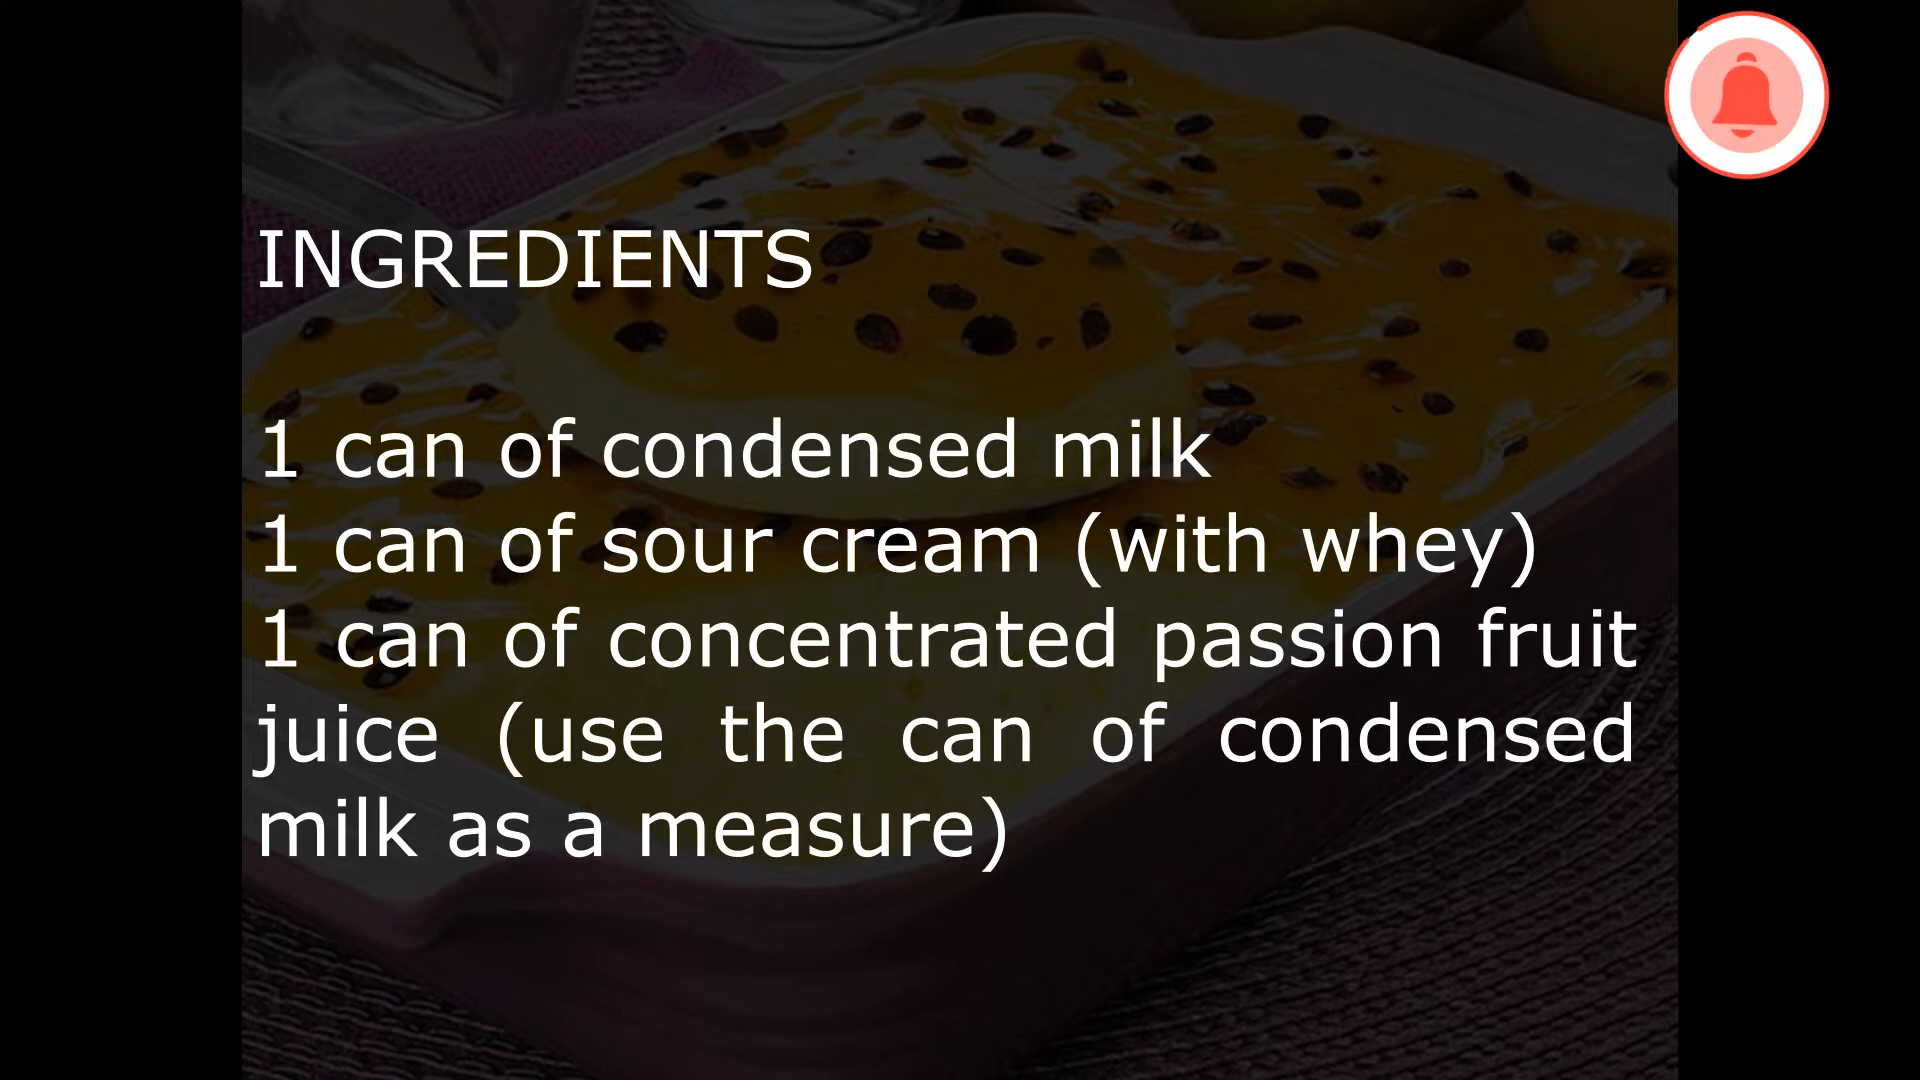 INGREDIENTS
1 can of condensed milk
1 can of sour cream (with whey)
1 can of concentrated passion fruit
juice (use the can of condensed
milk as a measure)